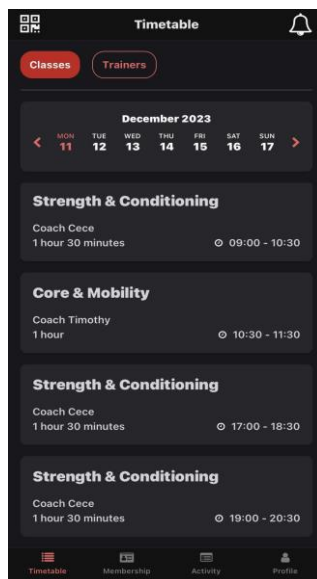 Timetable
Classes Trainers
December 2023
MON TUE WED THU FRI SAT SUN
11 12 13 14 15 16 17
Strength & Conditioning
Coach Cece
1 hour 30 minutes 09:00 - 10:30
Core & Mobility
Coach Timothy
1 hour 10:30 - 11:30
Strength & Conditioning
Coach Cece
1 hour 30 minutes 17:00 - 18:30
Strength & Conditioning
Coach Cece
1 hour 30 minutes 19:00 - 20:30
Timetable Membership Activity Profile